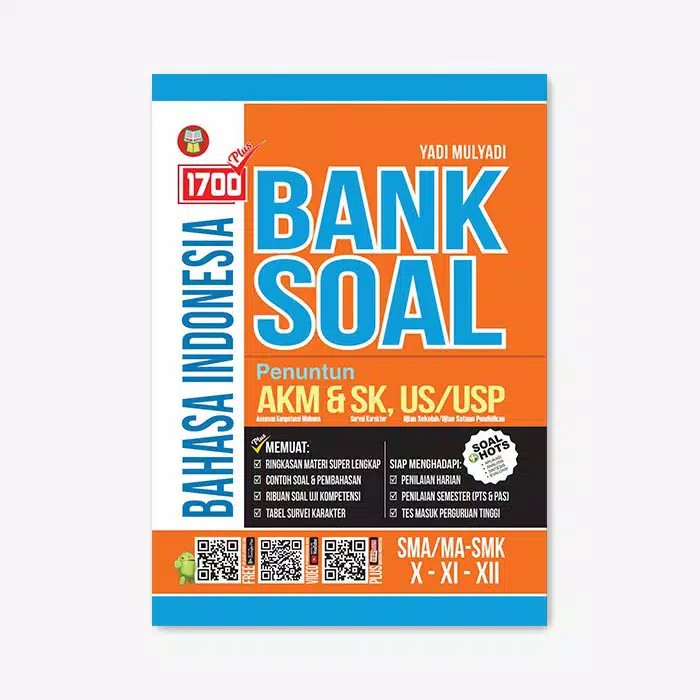 YADI MULYADI
1700
Plus
BAHASA INDONESIA
BANK
SOAL
Penuntun
AKM & SK, US/USP
Asesmen Kompetensi Minimum Survei Karakter Ujian Sekolah/Ujian Satuan Pendidikan
Plus
MEMUAT:
RINGKASAN MATERI SUPER LENGKAP
CONTOH SOAL & PEMBAHASAN
RIBUAN SOAL UJI KOMPETENSI
TABEL SURVEI KARAKTER
SIAP MENGHADAPI:
PENILAIAN HARIAN
PENILAIAN SEMESTER (PTS & PAS)
TES MASUK PERGURUAN TINGGI
SOAL
HOTS
FREE
VIDEO
PLUS
SMA/MA-SMK
X - XI - XII